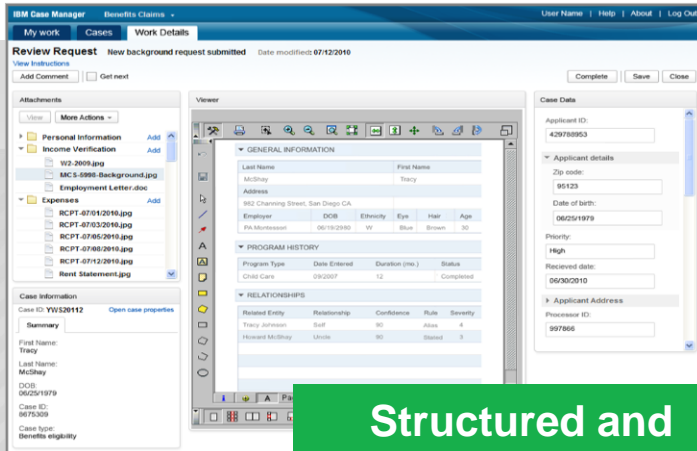 IBM Case Manager Benefits Claims
User Name | Help | About | Log Out
My work Cases Work Details
Review Request New background request submitted Date modified: 07/12/2010
View Instructions
Add Comment Get next Complete Save Close
Attachments
View More Actions
Personal Information Add
Income Verification Add
W2-2009.jpg
MCS-5998-Background.jpg
Employment Letter.doc
Expenses Add
RCPT-07/01/2010.jpg
RCPT-07/03/2010.jpg
RCPT-07/05/2010.jpg
RCPT-07/08/2010.jpg
RCPT-07/12/2010.jpg
Rent Statement.jpg
Case Information
Case ID: YWS20112 Open case properties
Summary
First Name:
Tracy
Last Name:
McShay
DOB:
06/25/1979
Case ID:
6675309
Case type:
Benefits eligibility
Viewer
GENERAL INFORMATION
Last Name First Name
McShay Tracy
Address
982 Channing Street, San Diego CA
Employer DOB Ethnicity Eye Hair Age
PA Montessori 06/19/1980 W Blue Brown 30
PROGRAM HISTORY
Program Type Date Entered Duration (mo.) Status
Child Care 09/2007 12 Completed
RELATIONSHIPS
Related Entity Relationship Confidence Rule Severity
Tracy Johnson Self 90 Alias 4
Howard McShay Uncle 90 Stated 3
Case Data
Applicant ID:
429788953
Applicant details
Zip code:
95123
Date of birth:
06/25/1979
Priority:
High
Recieved date:
06/30/2010
Applicant Address
Processor ID:
997866
Structured and